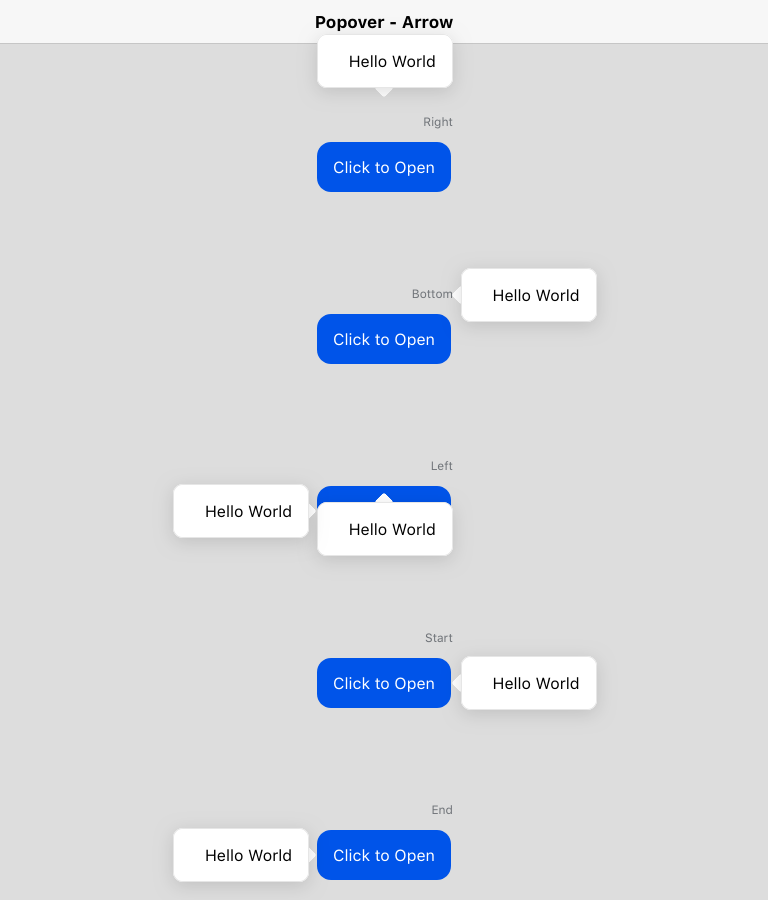 Popover - Arrow
Hello World
Right
Click to Open
Bottom
Hello World
Click to Open
Left
Hello World
Hello World
Start
Click to Open
Hello World
End
Hello World
Click to Open